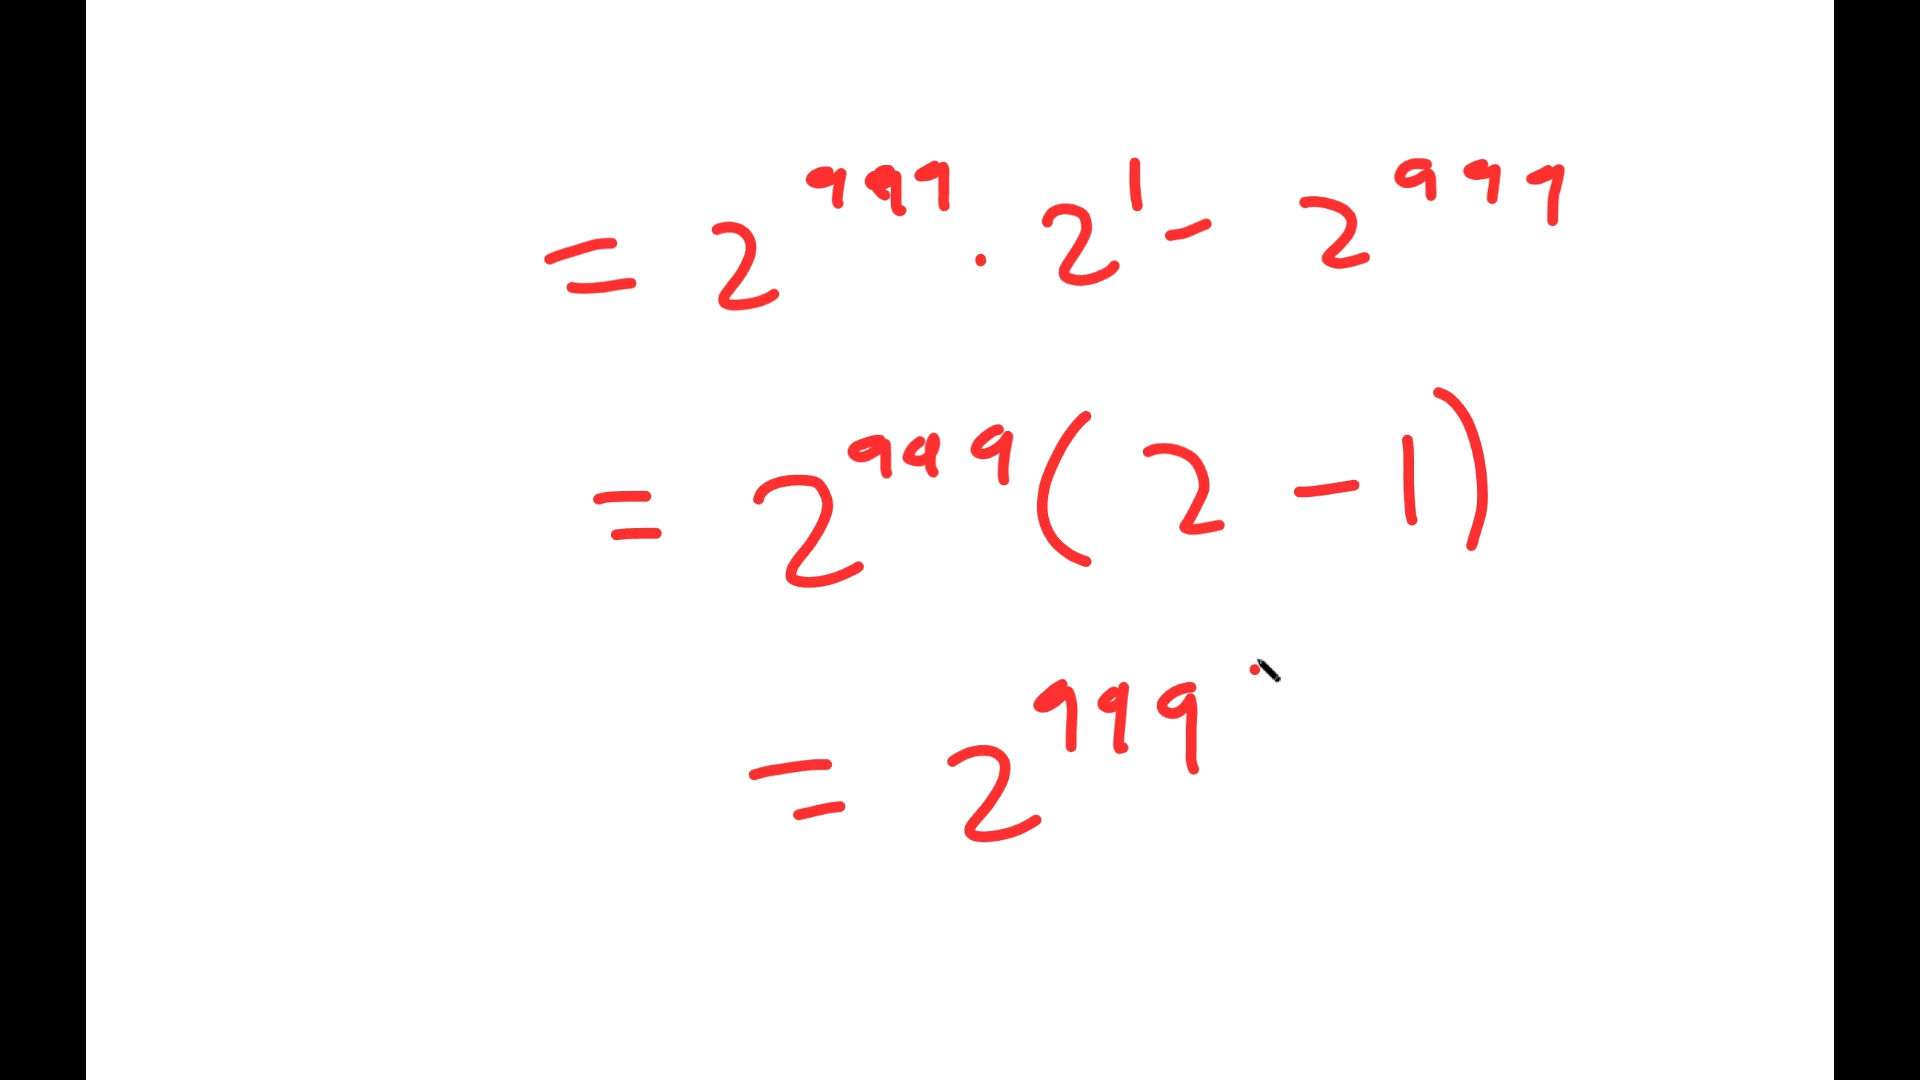 = 2^999 · 2^1 - 2^999
= 2^999 (2 - 1)
= 2^999